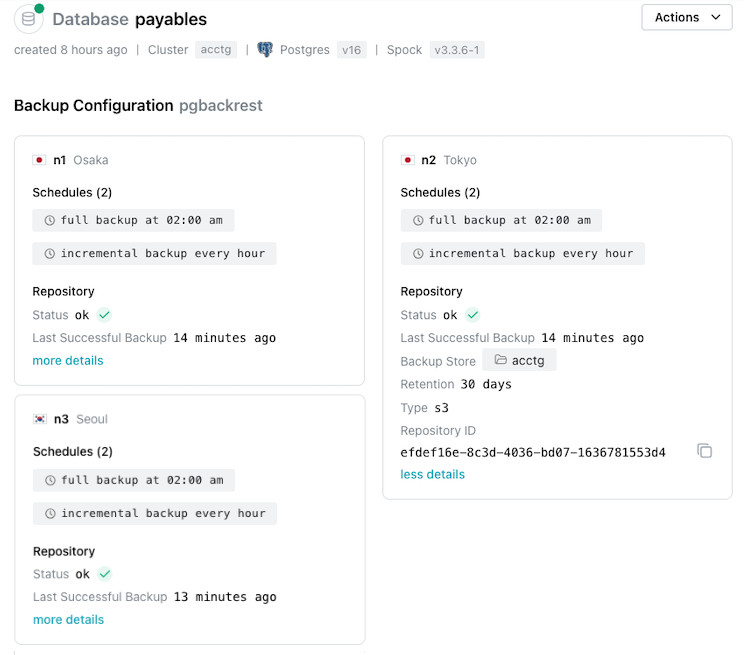 Database payables
Actions
created 8 hours ago | Cluster acctg | Postgres v16 | Spock v3.3.6-1
Backup Configuration pgbackrest
n1 Osaka
Schedules (2)
full backup at 02:00 am
incremental backup every hour
Repository
Status ok
Last Successful Backup 14 minutes ago
more details
n2 Tokyo
Schedules (2)
full backup at 02:00 am
incremental backup every hour
Repository
Status ok
Last Successful Backup 14 minutes ago
Backup Store acctg
Retention 30 days
Type s3
Repository ID
efdef16e-8c3d-4036-bd07-1636781553d4
less details
n3 Seoul
Schedules (2)
full backup at 02:00 am
incremental backup every hour
Repository
Status ok
Last Successful Backup 13 minutes ago
more details